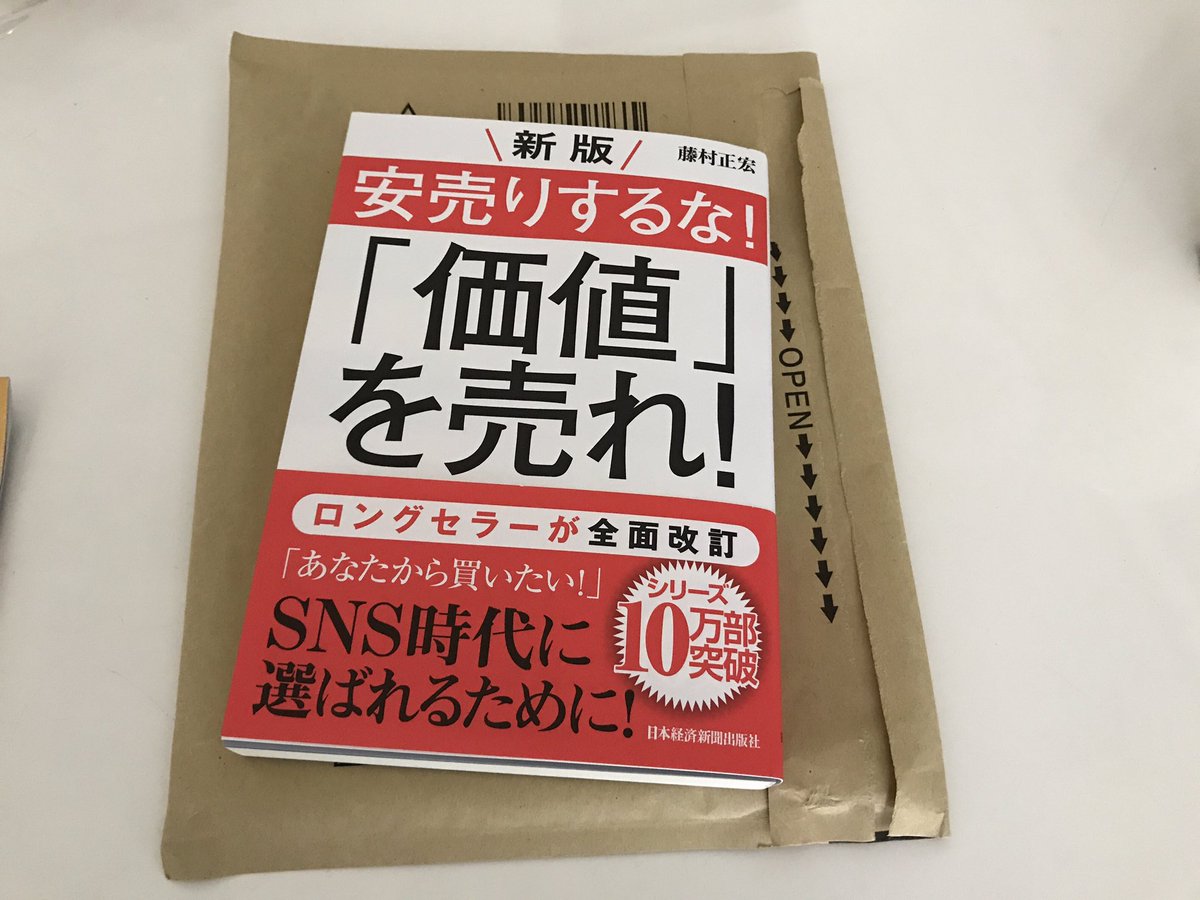 新版
藤村正宏
安売りするな!
「価値」
を売れ!
ロングセラーが全面改訂
「あなたから買いたい!」
SNS時代に
選ばれるために!
シリーズ
10万部
突破
日本経済新聞出版社
OPEN